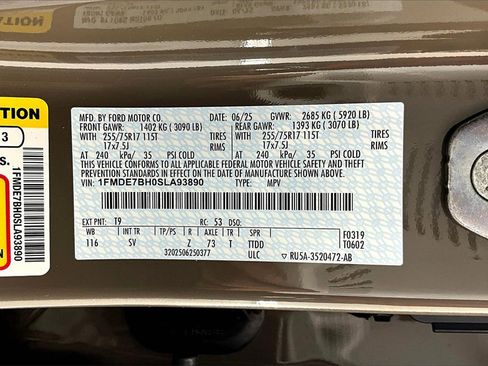 MFD. BY FORD MOTOR CO.
DATE: 06/25 GVWR: 2685 KG ( 5920 LB)
FRONT GAWR: 1402 KG ( 3090 LB) REAR GAWR: 1393 KG ( 3070 LB)
WITH 255/75R17 115T TIRES WITH 255/75R17 115T TIRES
17x7.5J RIMS 17x7.5J RIMS
AT 240 kPa/ 35 PSI COLD AT 240 kPa/ 35 PSI COLD
THIS VEHICLE CONFORMS TO ALL APPLICABLE FEDERAL MOTOR VEHICLE SAFETY AND THEFT
PREVENTION STANDARDS IN EFFECT ON THE DATE OF MANUFACTURE SHOWN ABOVE.
VIN: 1FMDE7BH0SLA93890 TYPE: MPV
EXT PNT: T9 RC: 53 DSO:
WB INT TR TP/PS R AXLE TR SPR
116 SV Z 73 T TTDD F0319
T0602
3202506250377 ULC ▽ RU5A-3520472-AB
1FMDE7BH0SLA93890